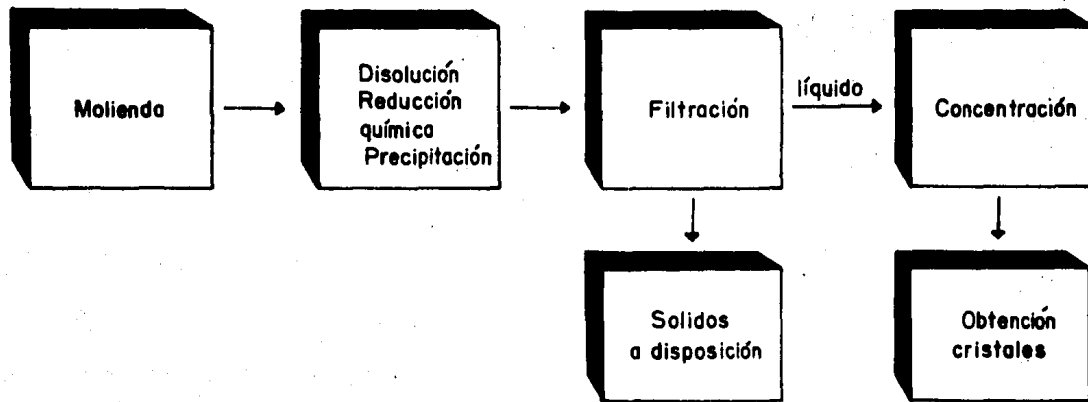 Molienda
Disolución
Reducción
química
Precipitación
Filtración
líquido
Concentración
Solidos
a disposición
Obtención
cristales